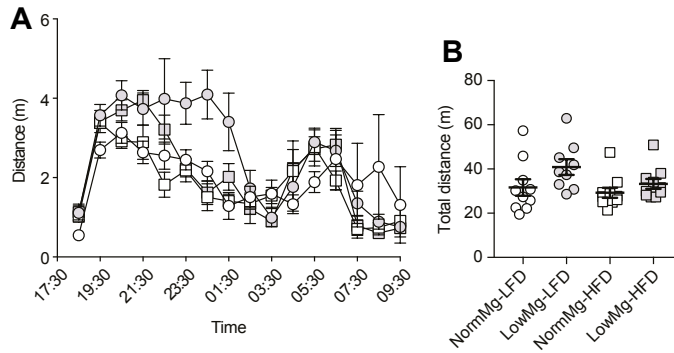 A
B
Distance (m)
6
4
2
0
17:30
19:30
21:30
23:30
01:30
03:30
05:30
07:30
09:30
Time
Total distance (m)
80
60
40
20
0
NormMg-LFD
LowMg-LFD
NormMg-HFD
LowMg-HFD